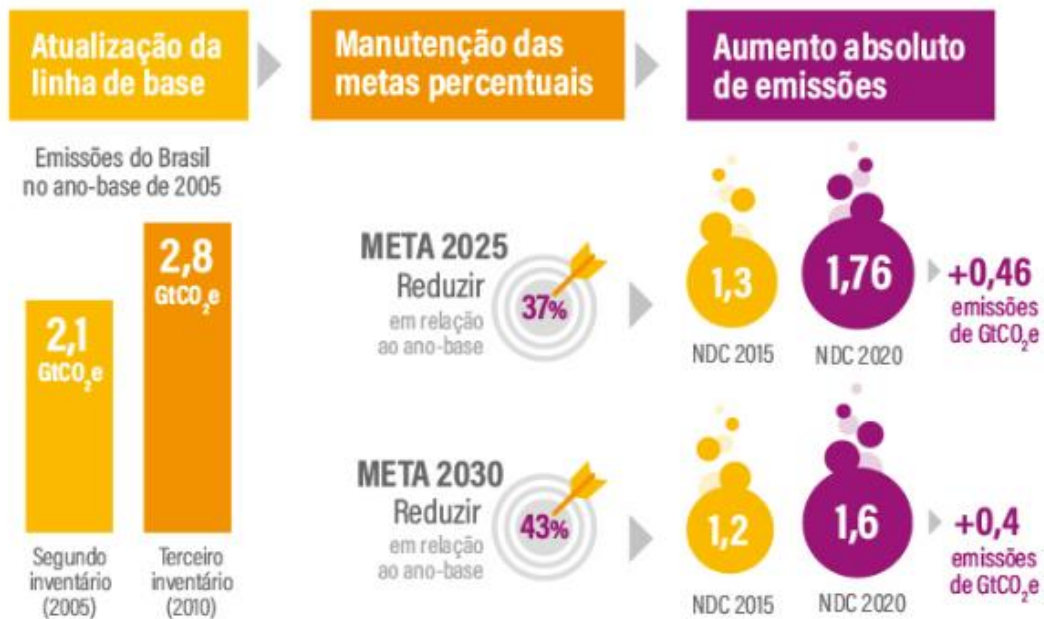 Atualização da
linha de base
Manutenção das
metas percentuais
Aumento absoluto
de emissões
Emissões do Brasil
no ano-base de 2005
2,1
GtCO₂e
2,8
GtCO₂e
Segundo
inventário
(2005)
Terceiro
inventário
(2010)
META 2025
Reduzir
em relação
ao ano-base
37%
1,3
NDC 2015
1,76
NDC 2020
+0,46
emissões
de GtCO₂e
META 2030
Reduzir
em relação
ao ano-base
43%
1,2
NDC 2015
1,6
NDC 2020
+0,4
emissões
de GtCO₂e